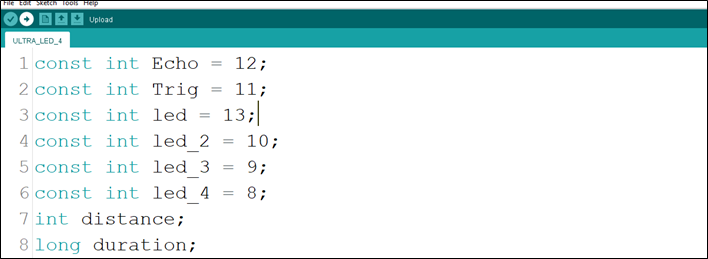 File Edit Sketch Tools Help
Upload
ULTRA_LED_4
1 const int Echo = 12;
2 const int Trig = 11;
3 const int led = 13;
4 const int led_2 = 10;
5 const int led_3 = 9;
6 const int led_4 = 8;
7 int distance;
8 long duration;